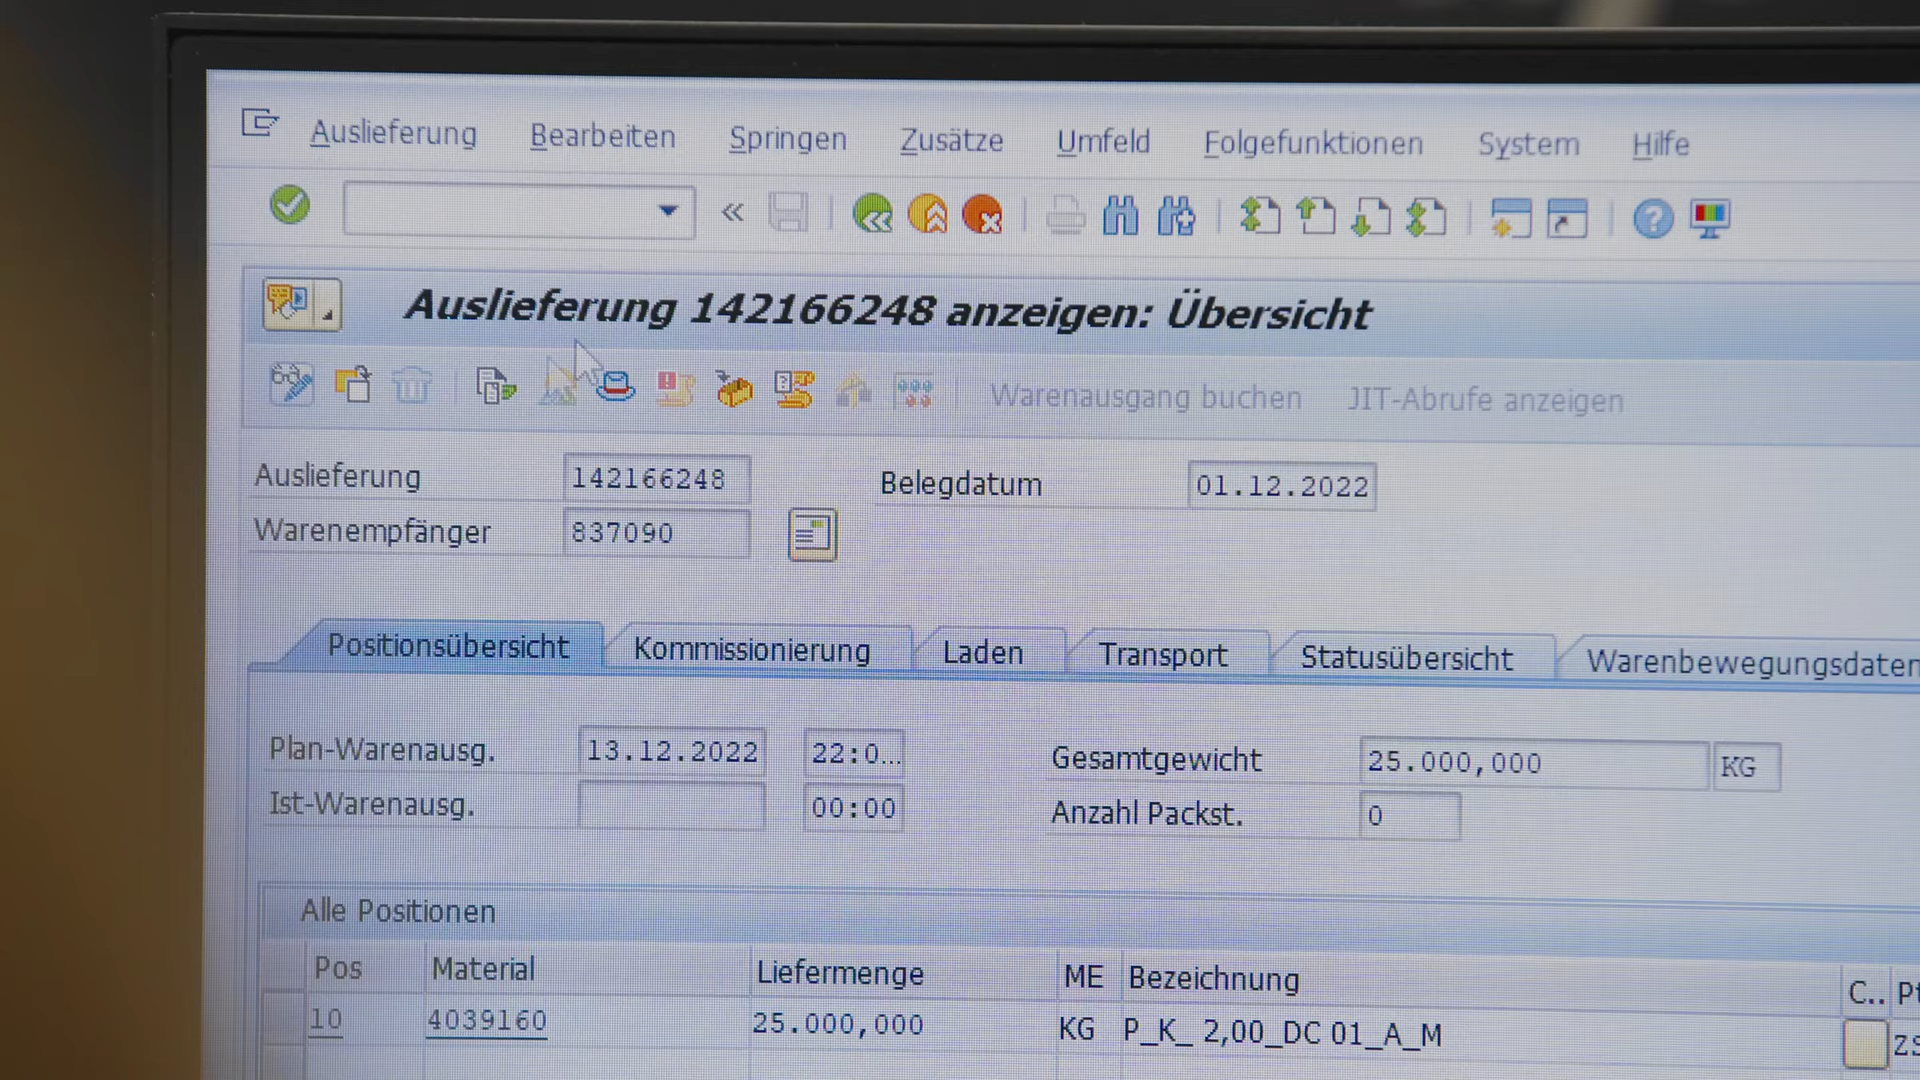 Auslieferung Bearbeiten Springen Zusätze Umfeld Folgefunktionen System Hilfe
Auslieferung 142166248 anzeigen: Übersicht
Warenausgang buchen JIT-Abrufe anzeigen
Auslieferung 142166248 Belegdatum 01.12.2022
Warenempfänger 837090
Positionsübersicht Kommissionierung Laden Transport Statusübersicht Warenbewegungsdaten
Plan-Warenausg. 13.12.2022 22:0... Gesamtgewicht 25.000,000 KG
Ist-Warenausg. 00:00 Anzahl Packst. 0
Alle Positionen
Pos Material Liefermenge ME Bezeichnung C.. Pt
10 4039160 25.000,000 KG P_K_ 2,00_DC 01_A_M ZS